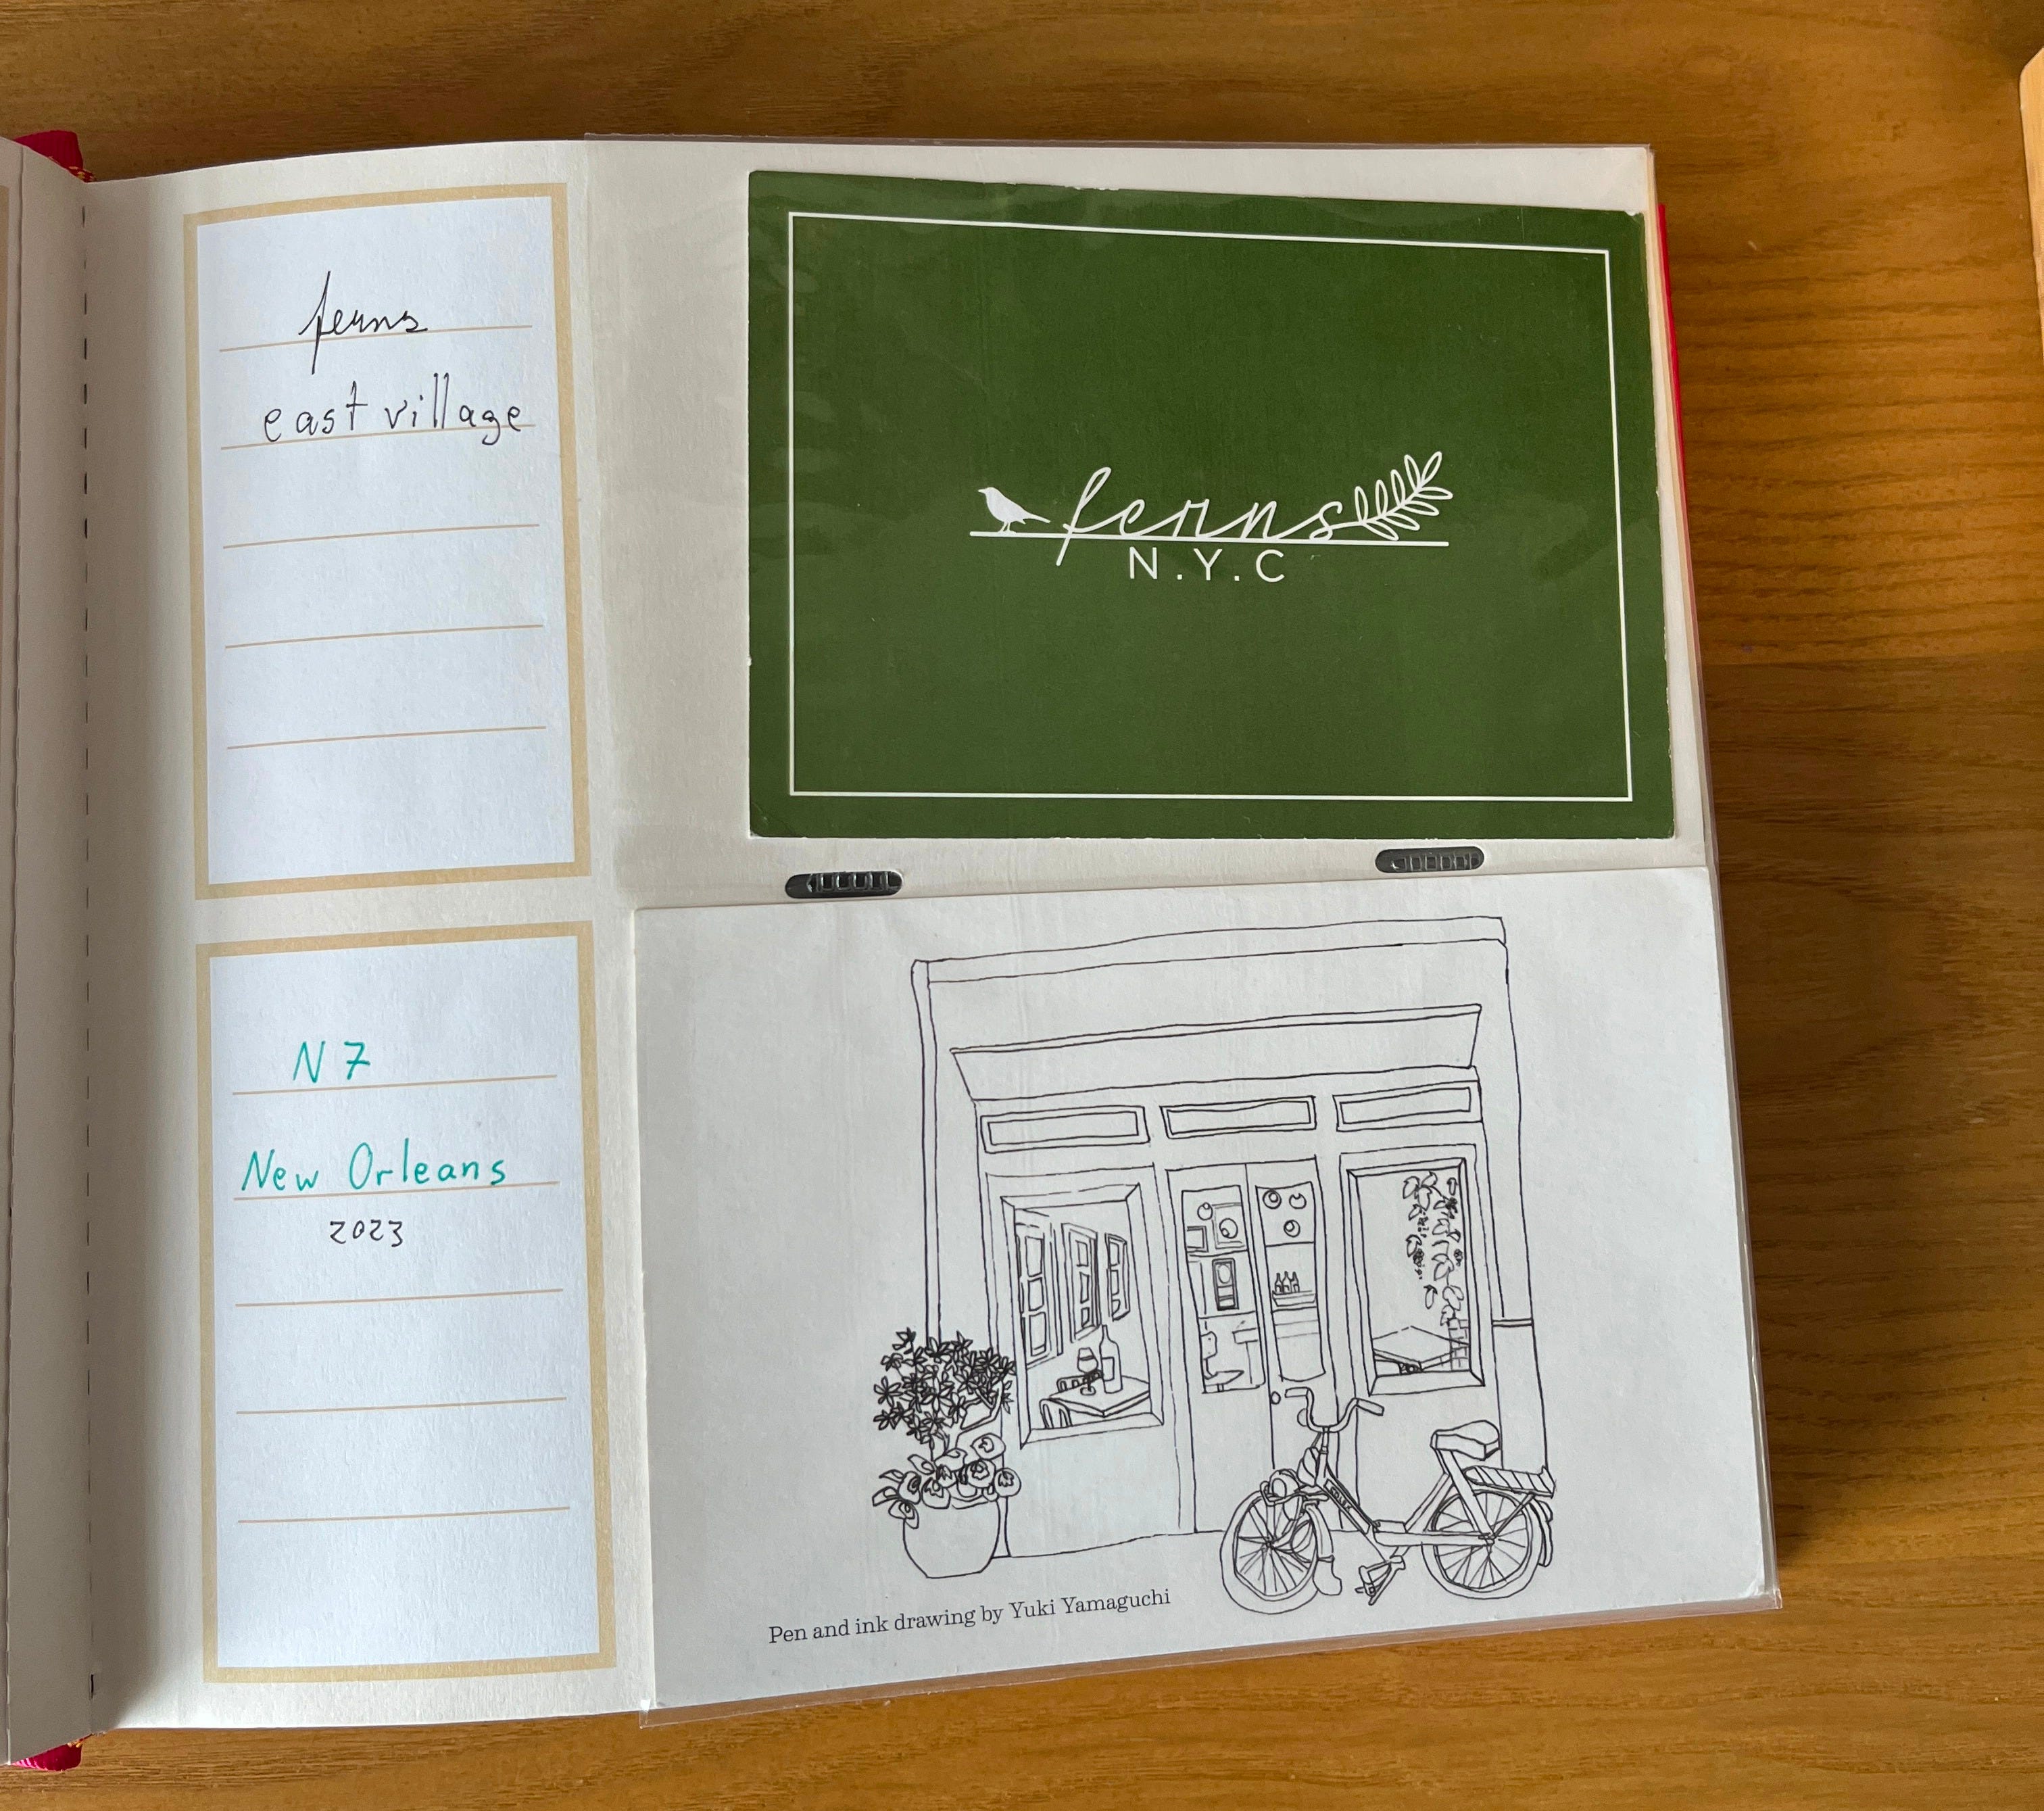 ferns
east village
ferns
N.Y.C
N7
New Orleans
2023
Pen and ink drawing by Yuki Yamaguchi